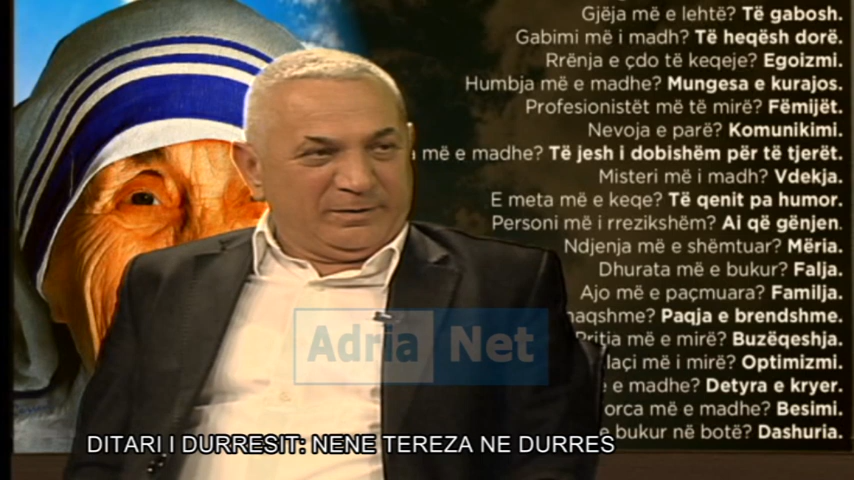 Gjëja më e lehtë? Të gabosh.
Gabimi më i madh? Të heqësh dorë.
Rrënja e çdo të keqeje? Egoizmi.
Humbja më e madhe? Mungesa e kurajos.
Profesionistët më të mirë? Fëmijët.
Nevoja e parë? Komunikimi.
më e madhe? Të jesh i dobishëm për të tjerët.
Misteri më i madh? Vdekja.
E meta më e keqe? Të qenit pa humor.
Personi më i rrezikshëm? Ai që gënjen.
Ndjenja më e shëmtuar? Mëria.
Dhurata më e bukur? Falja.
Ajo më e paçmuara? Familja.
Paqja e brendshme.
Pritja më e mirë? Buzëqeshja.
më i mirë? Optimizmi.
e madhe? Detyra e kryer.
më e madhe? Besimi.
e bukur në botë? Dashuria.
Adria Net
DITARI I DURRESIT: NENE TEREZA NE DURRES